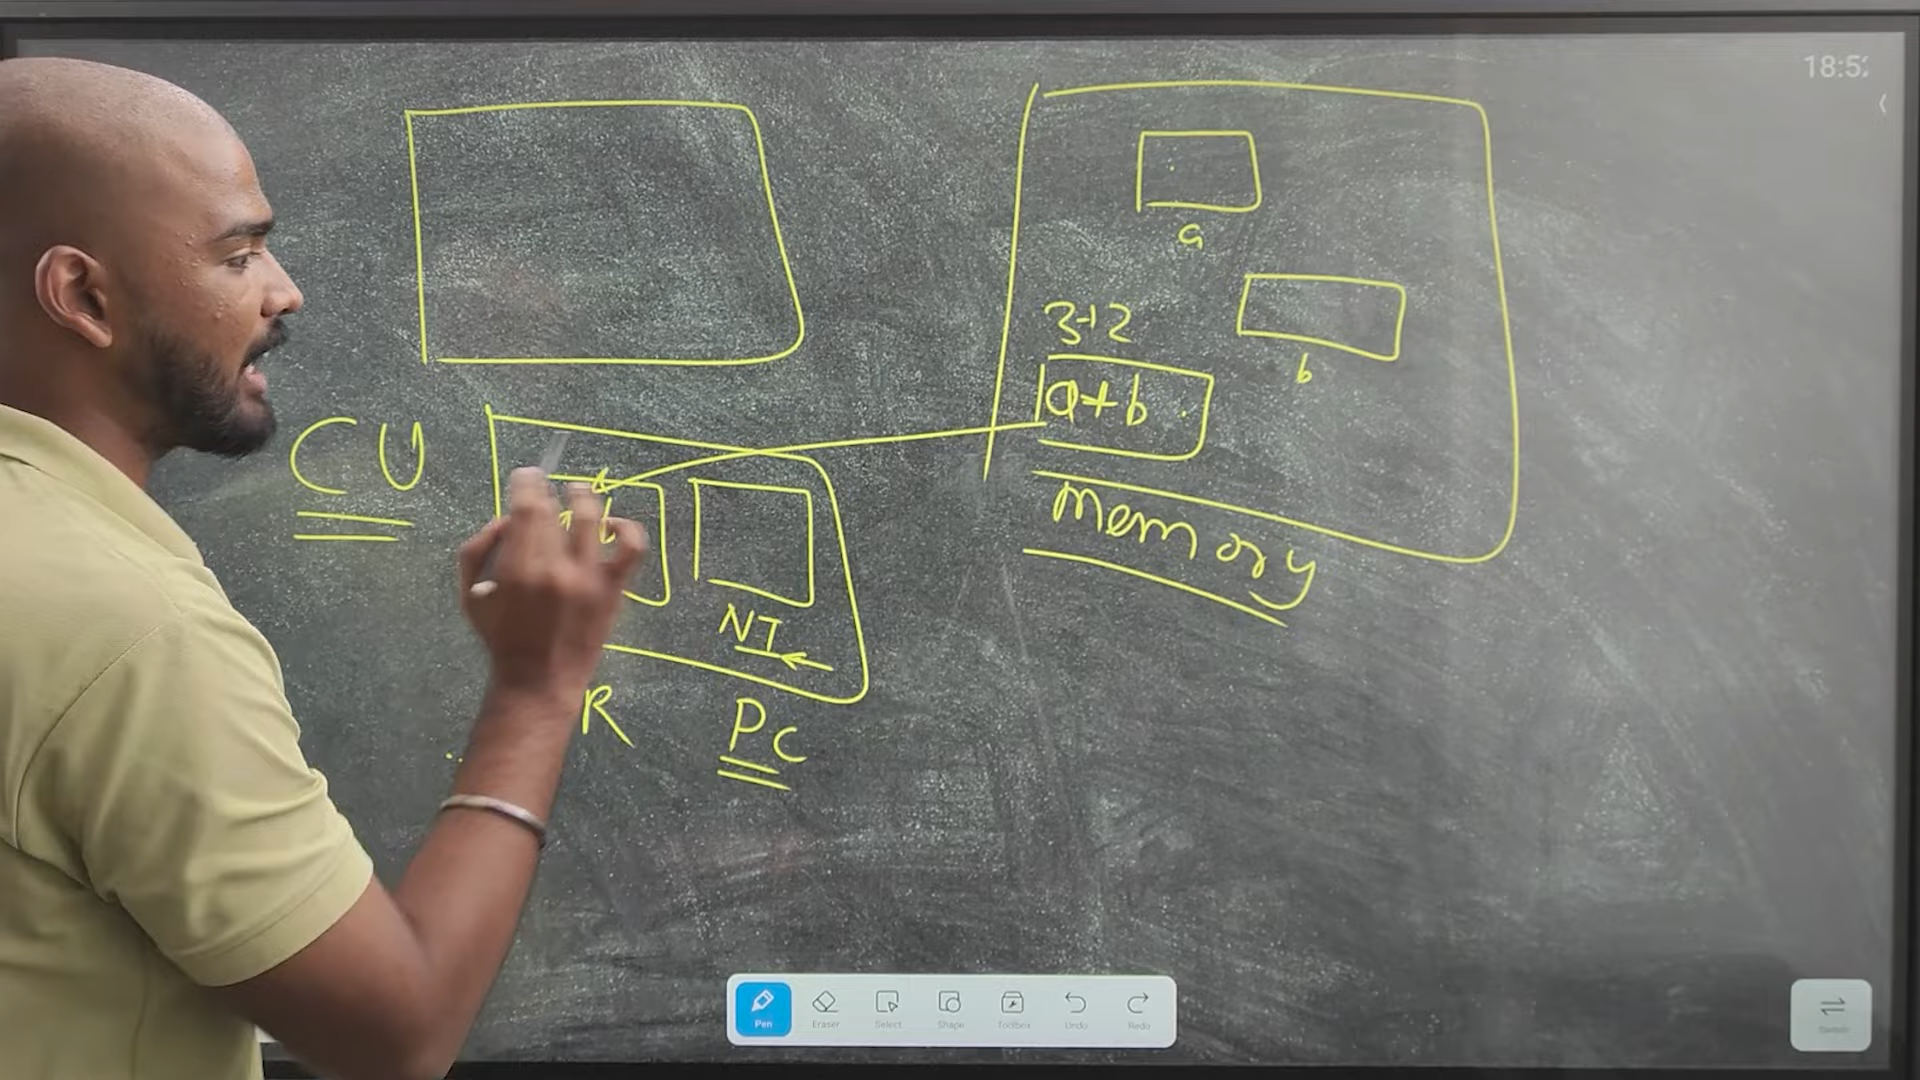 18:5
a
3+2
b
a+b
CU
Memory
NI
R
PC
Pen
Eraser
Select
Shape
Toolbox
Undo
Redo